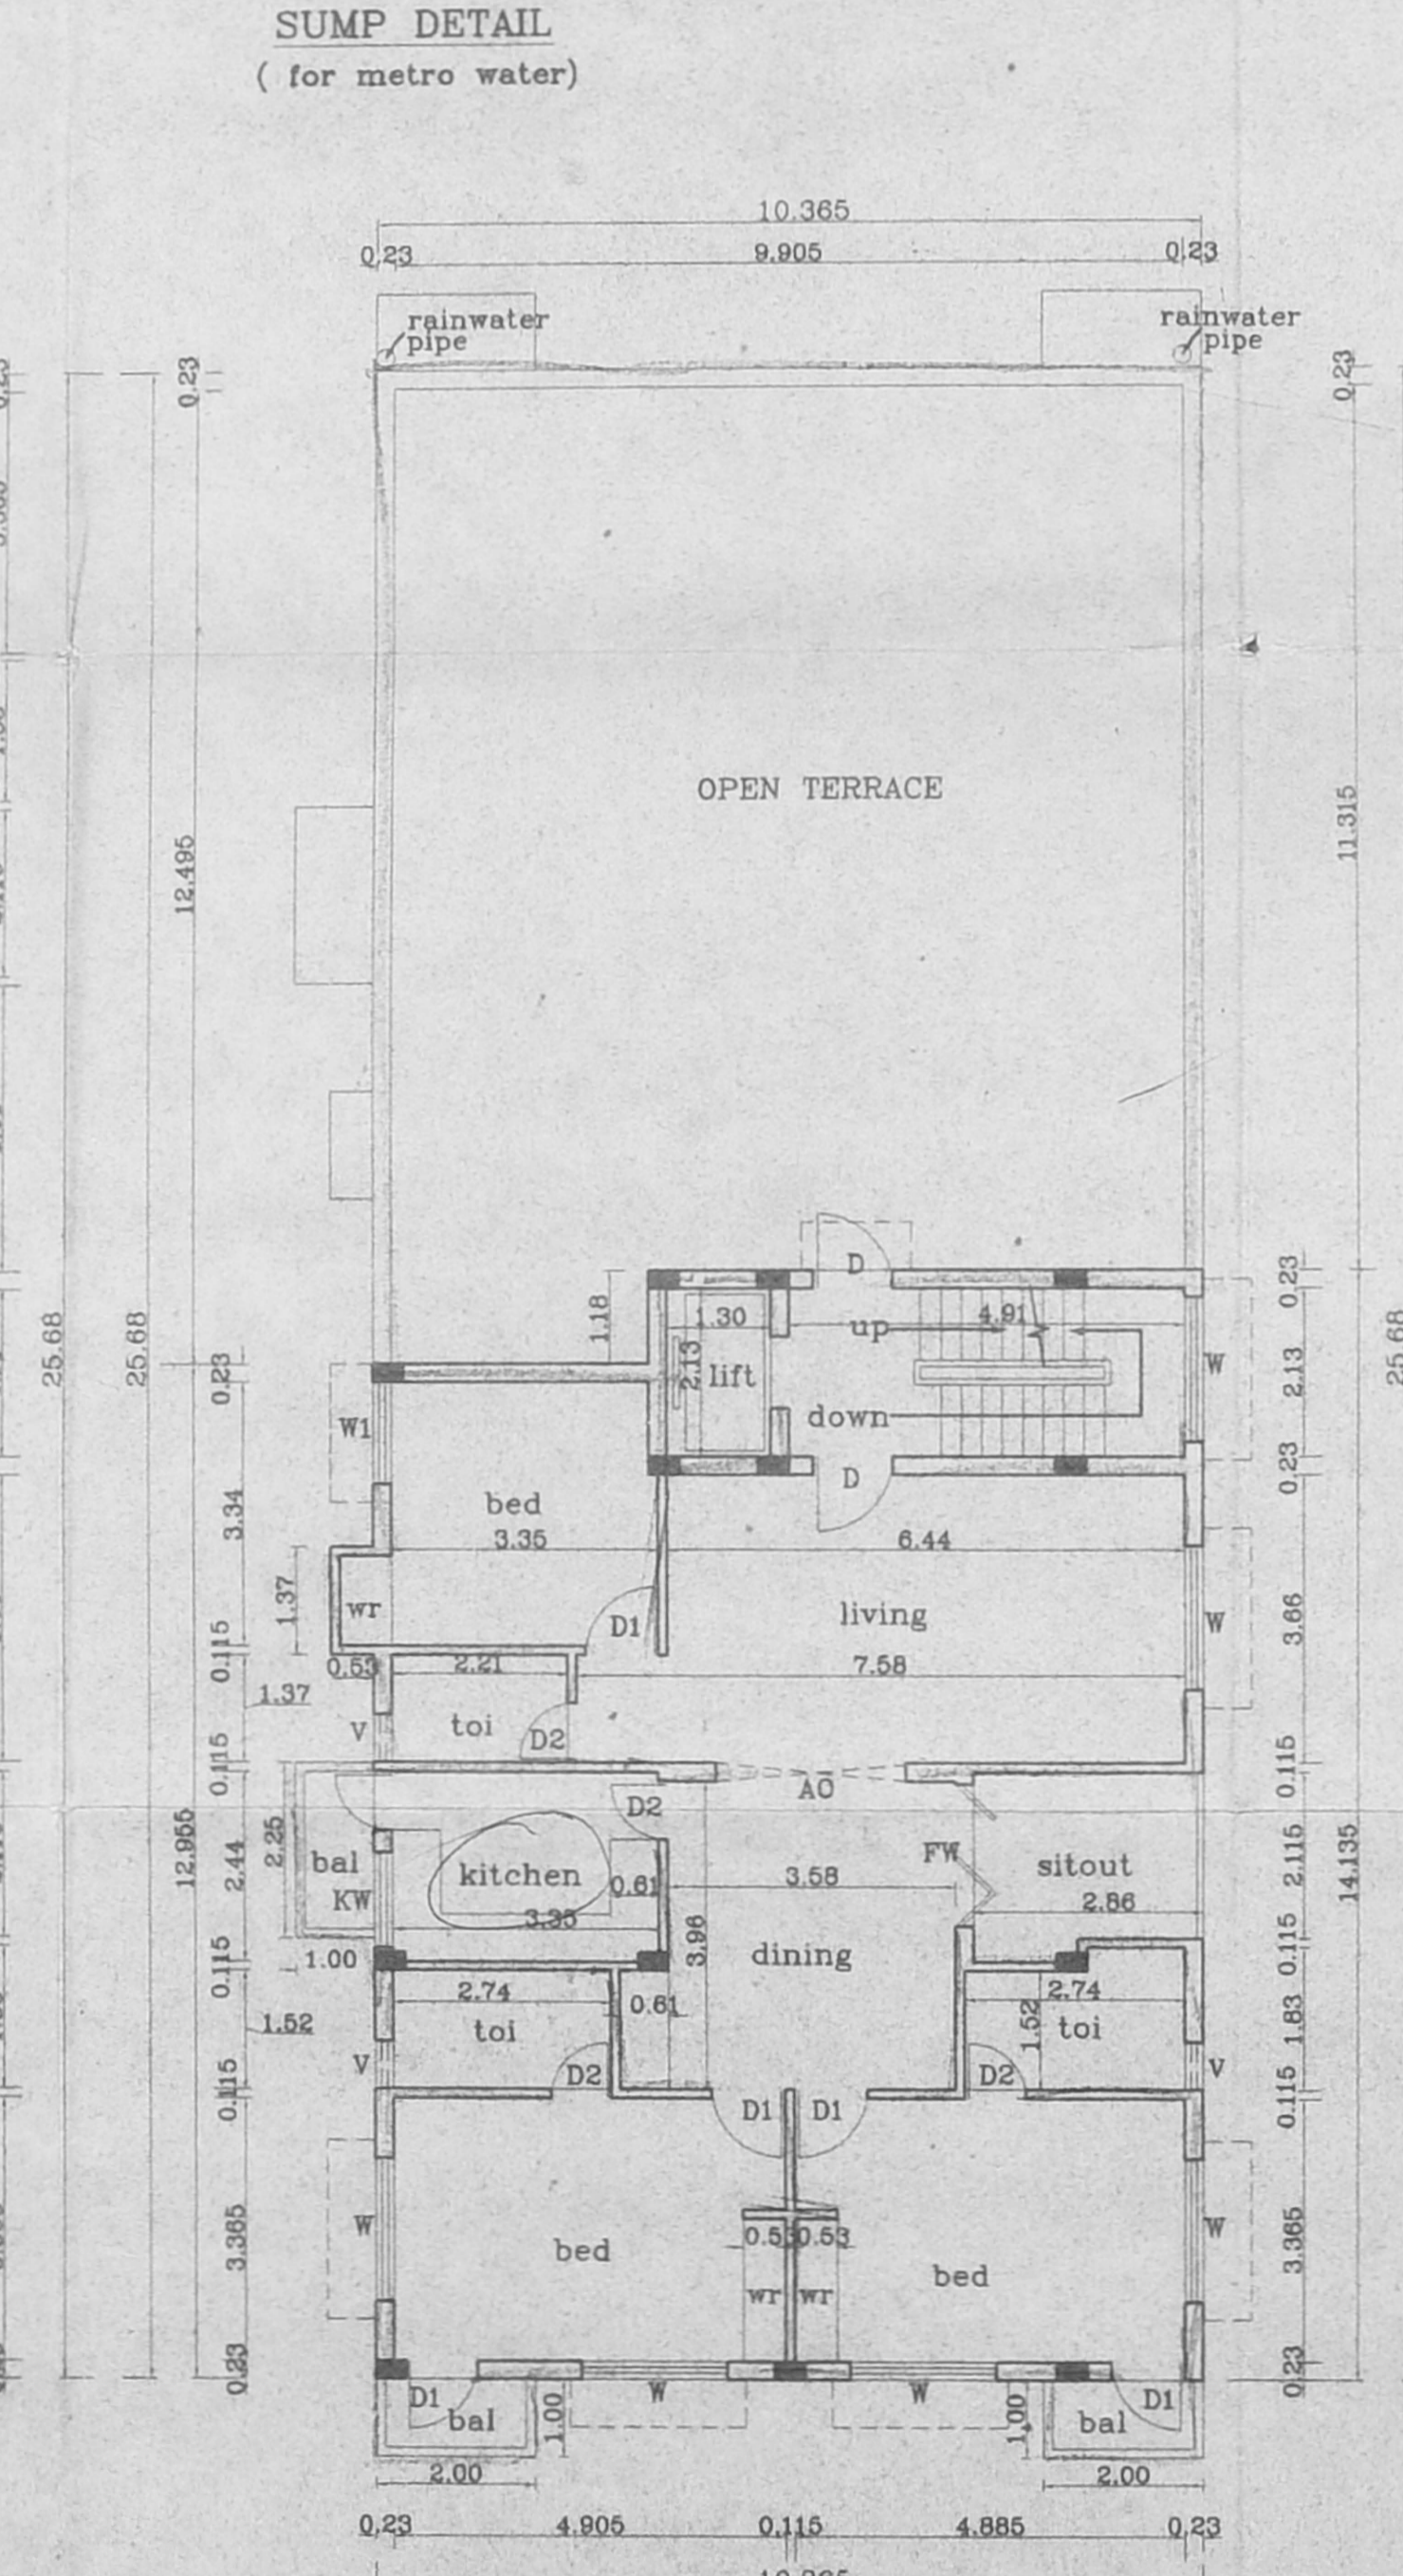 SUMP DETAIL
( for metro water)
10.365
0.23 9.905 0.23
rainwater pipe
rainwater pipe
0.23
0.23
12.495
11.315
OPEN TERRACE
25.68
25.68
25.68
D
0.23
1.18
1.30
up
4.91
2.13
lift
W
2.13
0.23
down
W1
D
0.23
bed
3.35
6.44
3.34
1.37
wr
D1
living
W
3.66
0.115
0.53
2.21
7.58
1.37
V
toi
D2
0.115
AO
0.115
D2
2.25
bal
KW
kitchen
0.61
3.35
3.58
FW
sitout
2.86
2.44
12.955
2.115
14.135
3.96
dining
0.115
1.00
0.115
2.74
toi
0.61
2.74
1.52
toi
1.83
1.52
V
D2
D2
V
0.115
D1
D1
0.115
W
bed
0.53
0.53
bed
W
3.365
3.365
wr
wr
0.23
0.23
D1
bal
1.00
W
W
1.00
bal
D1
2.00
2.00
0.23 4.905 0.115 4.885 0.23